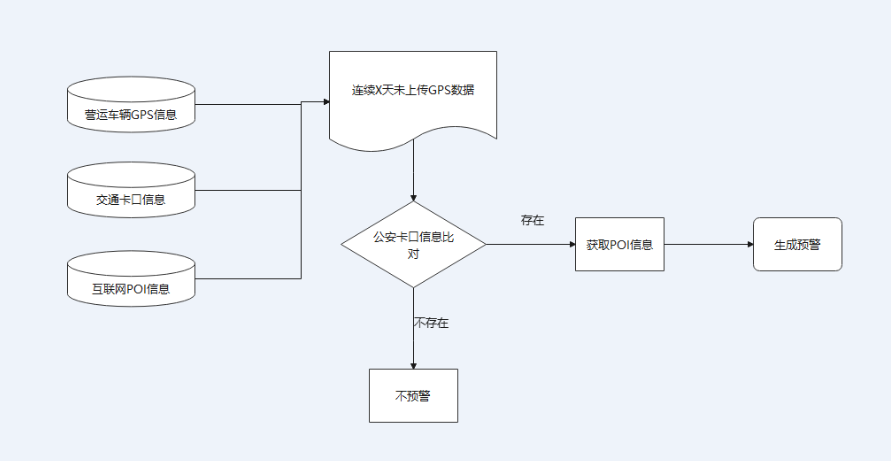 营运车辆GPS信息
交通卡口信息
互联网POI信息
连续X天未上传GPS数据
公安卡口信息比
对
存在
获取POI信息
生成预警
不存在
不预警